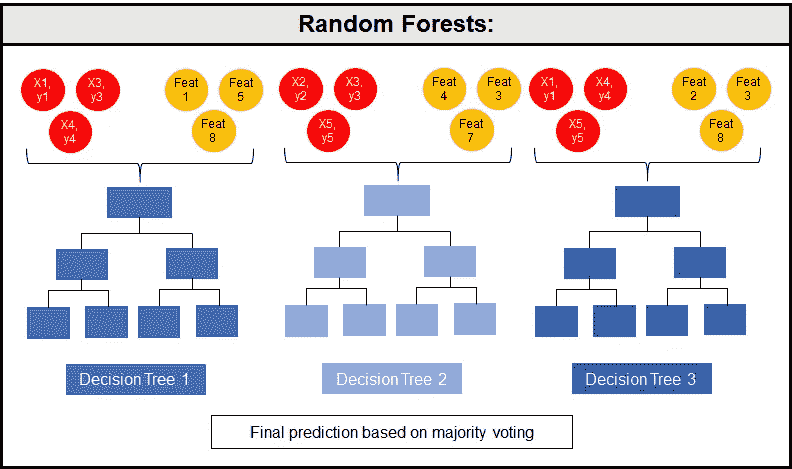 Random Forests:
X1,
y1
X3,
y3
X4,
y4
Feat
1
Feat
5
Feat
8
X2,
y2
X3,
y3
X5,
y5
Feat
4
Feat
3
Feat
7
X1,
y1
X4,
y4
X5,
y5
Feat
2
Feat
3
Feat
8
Decision Tree 1
Decision Tree 2
Decision Tree 3
Final prediction based on majority voting